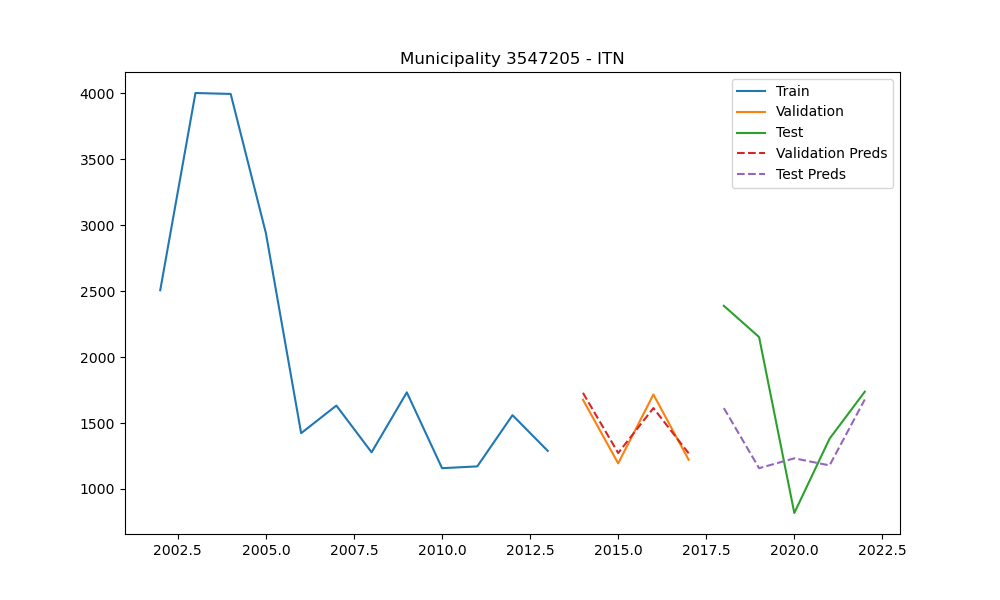 Municipality 3547205 - ITN
Train
Validation
Test
Validation Preds
Test Preds
4000
3500
3000
2500
2000
1500
1000
2002.5 2005.0 2007.5 2010.0 2012.5 2015.0 2017.5 2020.0 2022.5